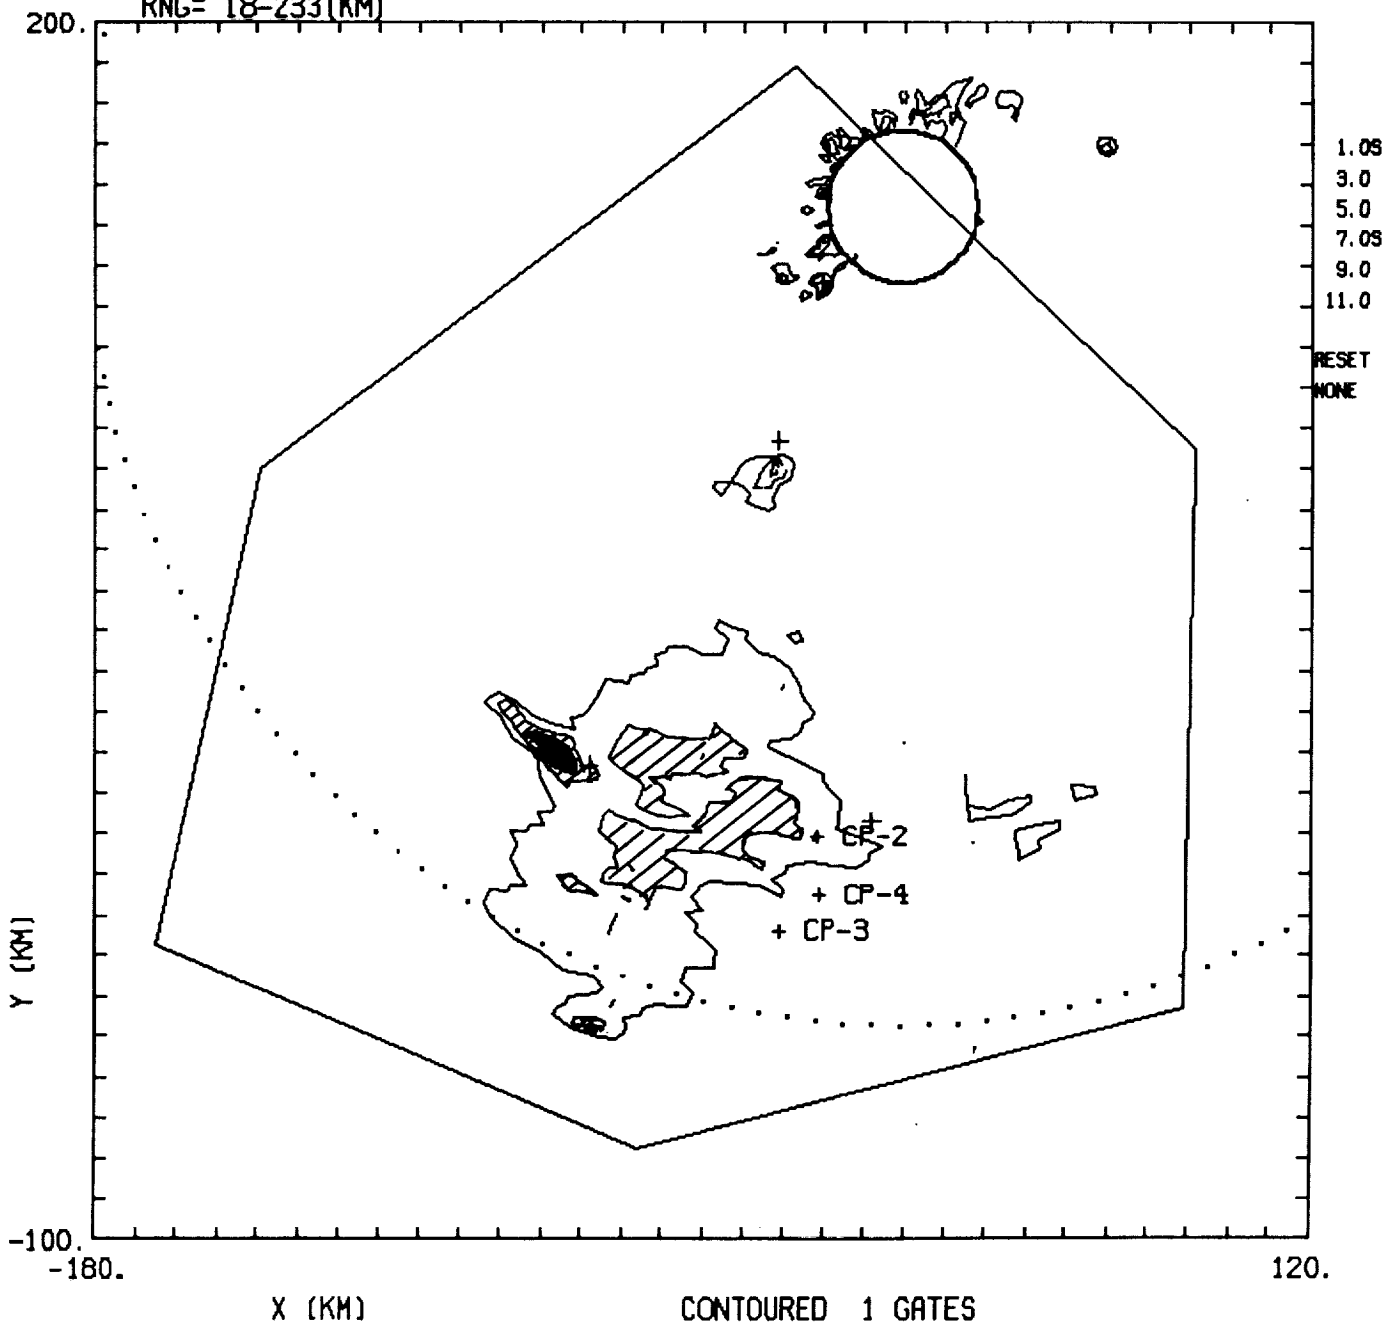 RNG= 18-233(KM)
200.
1.0S
3.0
5.0
7.0S
9.0
11.0
RESET
NONE
CP-2
CP-4
CP-3
Y (KM)
-100.
-180.
120.
X (KM)
CONTOURED 1 GATES